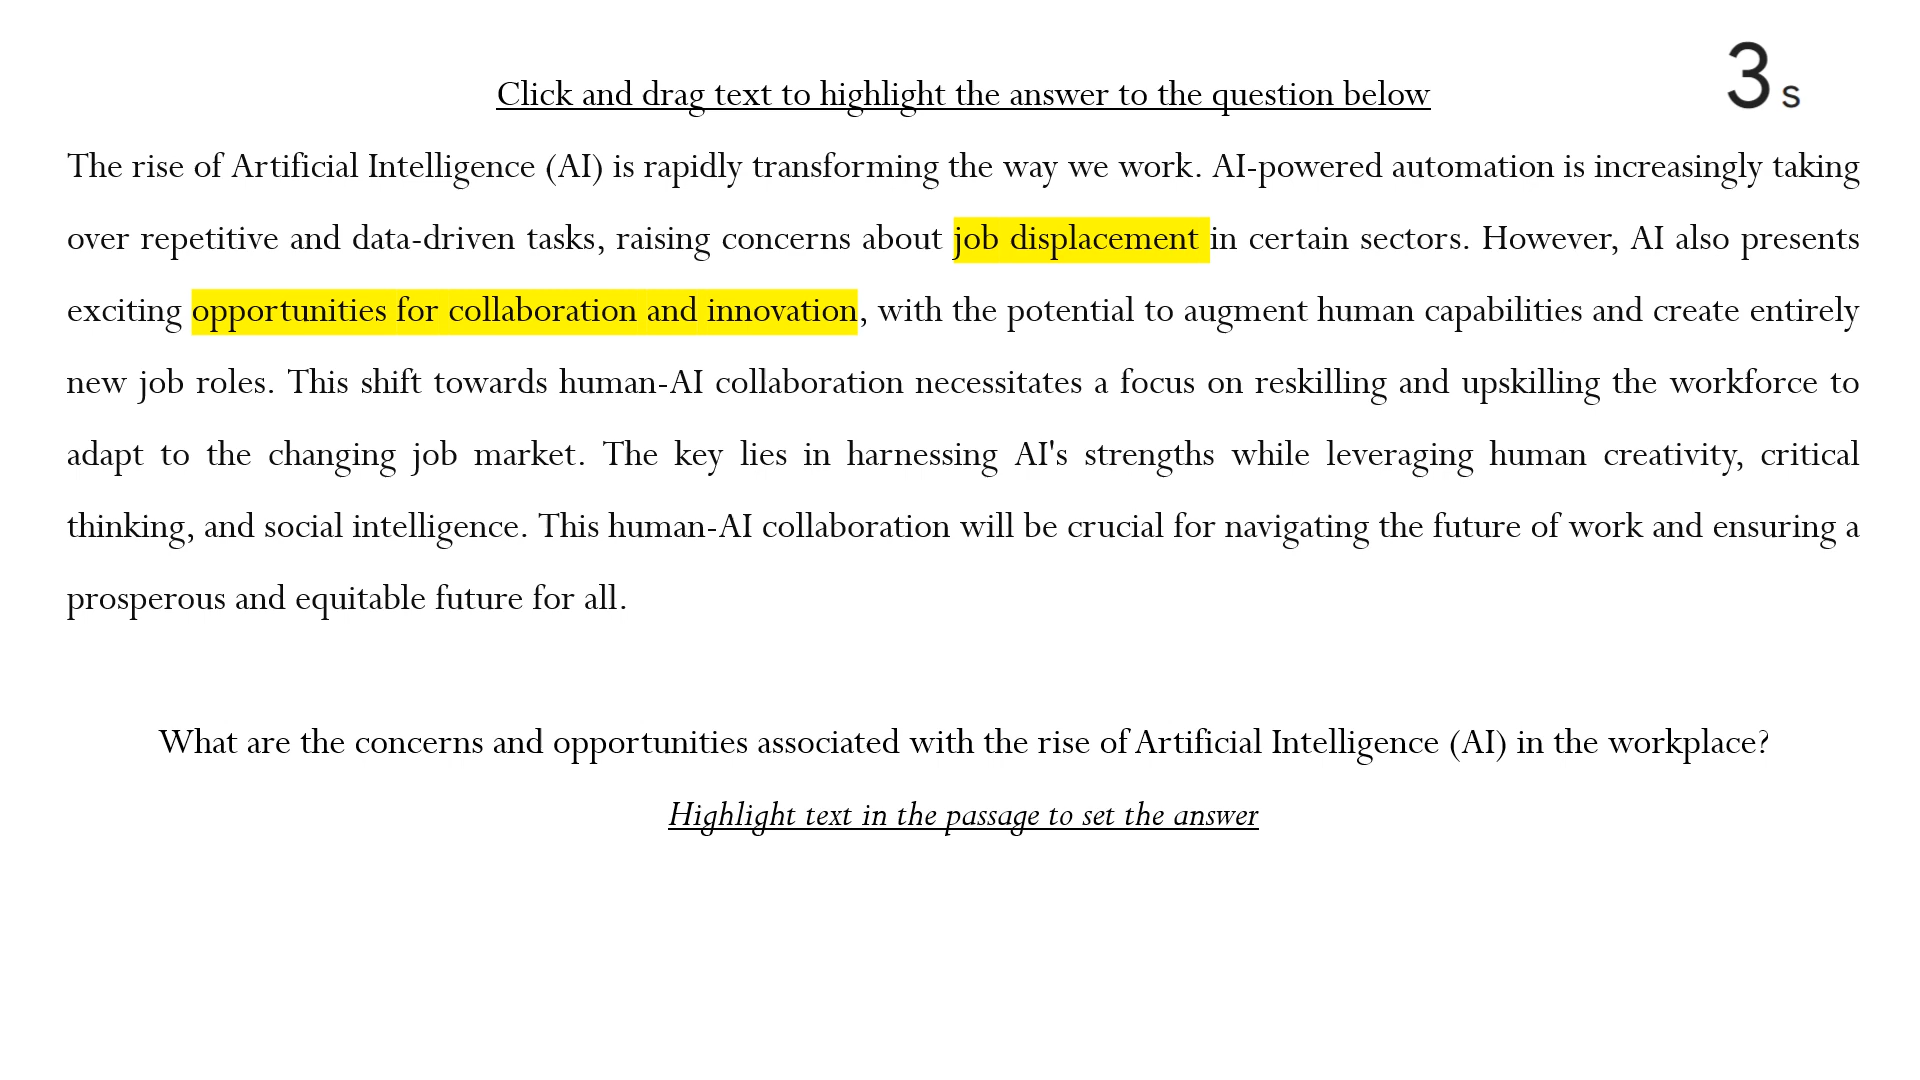 3 s
Click and drag text to highlight the answer to the question below
The rise of Artificial Intelligence (AI) is rapidly transforming the way we work. AI-powered automation is increasingly taking
over repetitive and data-driven tasks, raising concerns about job displacement in certain sectors. However, AI also presents
exciting opportunities for collaboration and innovation, with the potential to augment human capabilities and create entirely
new job roles. This shift towards human-AI collaboration necessitates a focus on reskilling and upskilling the workforce to
adapt to the changing job market. The key lies in harnessing AI's strengths while leveraging human creativity, critical
thinking, and social intelligence. This human-AI collaboration will be crucial for navigating the future of work and ensuring a
prosperous and equitable future for all.
What are the concerns and opportunities associated with the rise of Artificial Intelligence (AI) in the workplace?
Highlight text in the passage to set the answer